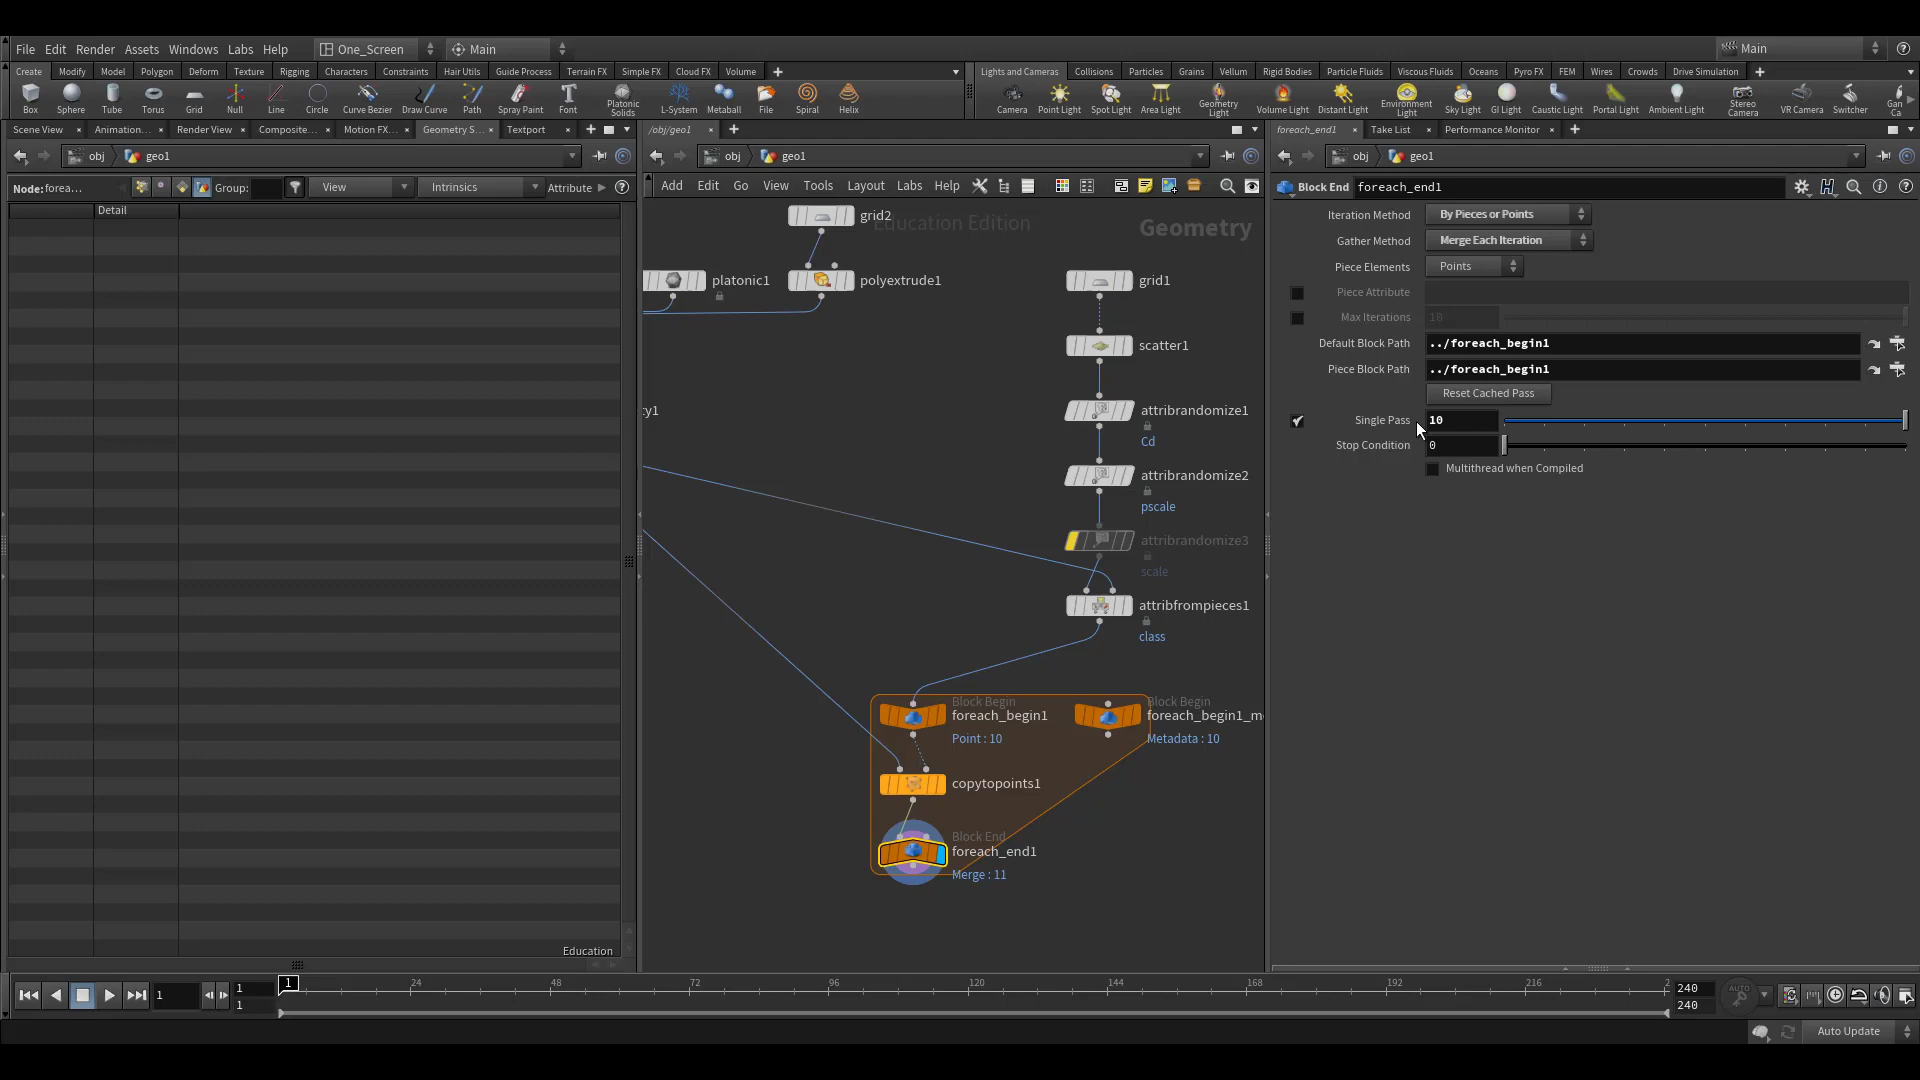 File Edit Render Assets Windows Labs Help One_Screen Main Main
Create Modify Model Polygon Deform Texture Rigging Characters Constraints Hair Utils Guide Process Terrain FX Simple FX Cloud FX Volume
Lights and Cameras Collisions Particles Grains Vellum Rigid Bodies Particle Fluids Viscous Fluids Oceans Pyro FX FEM Wires Crowds Drive Simulation
Box Sphere Tube Torus Grid Null Line Circle Curve Bezier Draw Curve Path Spray Paint Font Platonic Solids L-System Metaball File Spiral Helix
Camera Point Light Spot Light Area Light Geometry Light Volume Light Distant Light Environment Light Sky Light GI Light Caustic Light Portal Light Ambient Light Stereo Camera VR Camera Switcher Gan Ca
Scene View Animation... Render View Composite... Motion FX... Geometry S... Textport
/obj/geo1
foreach_end1 Take List Performance Monitor
obj geo1
obj geo1
obj geo1
Node: forea... Group: View Intrinsics Attribute
Add Edit Go View Tools Layout Labs Help
Block End foreach_end1
Detail
Education
Education Edition
Geometry
grid2
platonic1
polyextrude1
grid1
scatter1
ty1
attribrandomize1
Cd
attribrandomize2
pscale
attribrandomize3
scale
attribfrompieces1
class
Block Begin
foreach_begin1
Point : 10
Block Begin
foreach_begin1_m
Metadata : 10
copytopoints1
Block End
foreach_end1
Merge : 11
Iteration Method By Pieces or Points
Gather Method Merge Each Iteration
Piece Elements Points
Piece Attribute
Max Iterations 10
Default Block Path ../foreach_begin1
Piece Block Path ../foreach_begin1
Reset Cached Pass
Single Pass 10
Stop Condition 0
Multithread when Compiled
1 1 1 1 24 48 72 96 120 144 168 192 216 2 240 240
AUTO
Auto Update